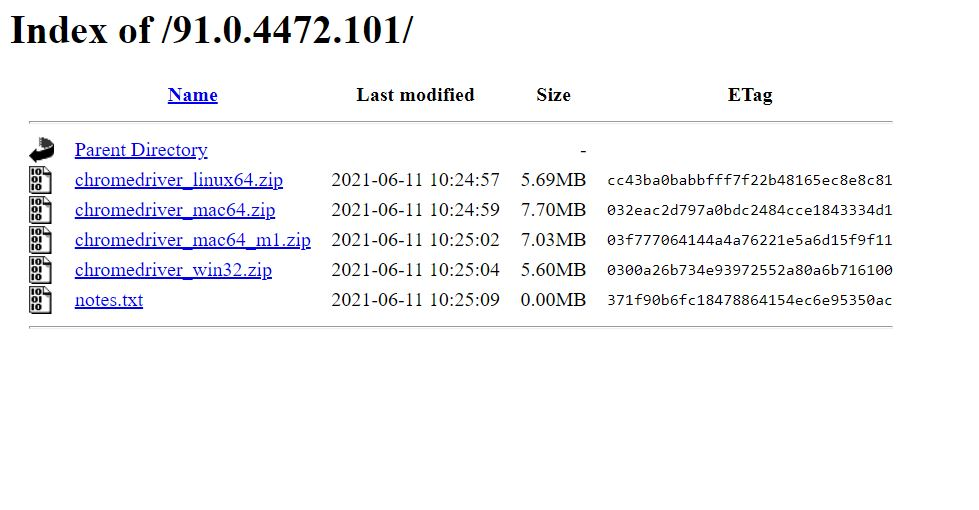 Index of /91.0.4472.101/
Name Last modified Size ETag
Parent Directory -
chromedriver_linux64.zip 2021-06-11 10:24:57 5.69MB cc43ba0babbfff7f22b48165ec8e8c81
chromedriver_mac64.zip 2021-06-11 10:24:59 7.70MB 032eac2d797a0bdc2484cce1843334d1
chromedriver_mac64_m1.zip 2021-06-11 10:25:02 7.03MB 03f777064144a4a76221e5a6d15f9f11
chromedriver_win32.zip 2021-06-11 10:25:04 5.60MB 0300a26b734e93972552a80a6b716100
notes.txt 2021-06-11 10:25:09 0.00MB 371f90b6fc18478864154ec6e95350ac